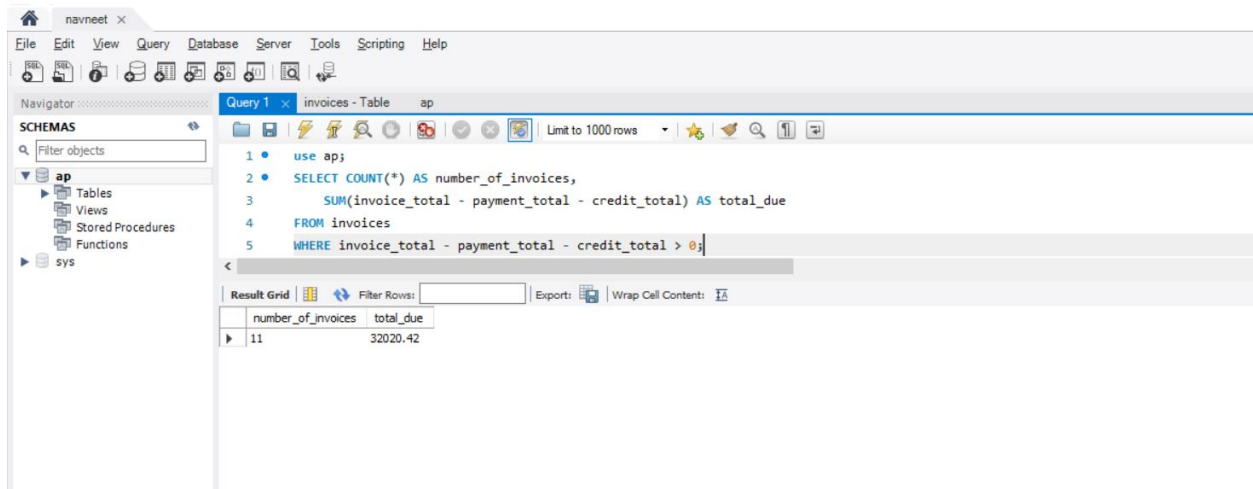 navneet ×
File Edit View Query Database Server Tools Scripting Help
Navigator
Query 1 × invoices - Table ap
SCHEMAS
Limit to 1000 rows
Filter objects
ap
Tables
Views
Stored Procedures
Functions
sys
1 use ap;
2 SELECT COUNT(*) AS number_of_invoices,
3 SUM(invoice_total - payment_total - credit_total) AS total_due
4 FROM invoices
5 WHERE invoice_total - payment_total - credit_total > 0;
Result Grid Filter Rows: Export: Wrap Cell Content: IA
number_of_invoices total_due
11 32020.42